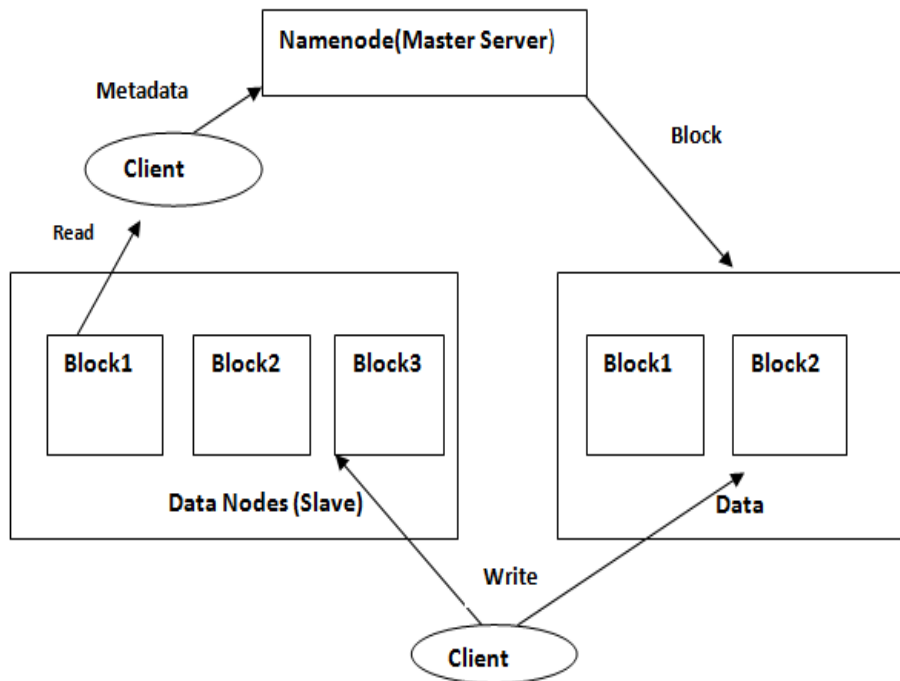 Namenode(Master Server)
Metadata
Block
Client
Read
Block1
Block2
Block3
Block1
Block2
Data Nodes (Slave)
Data
Write
Client